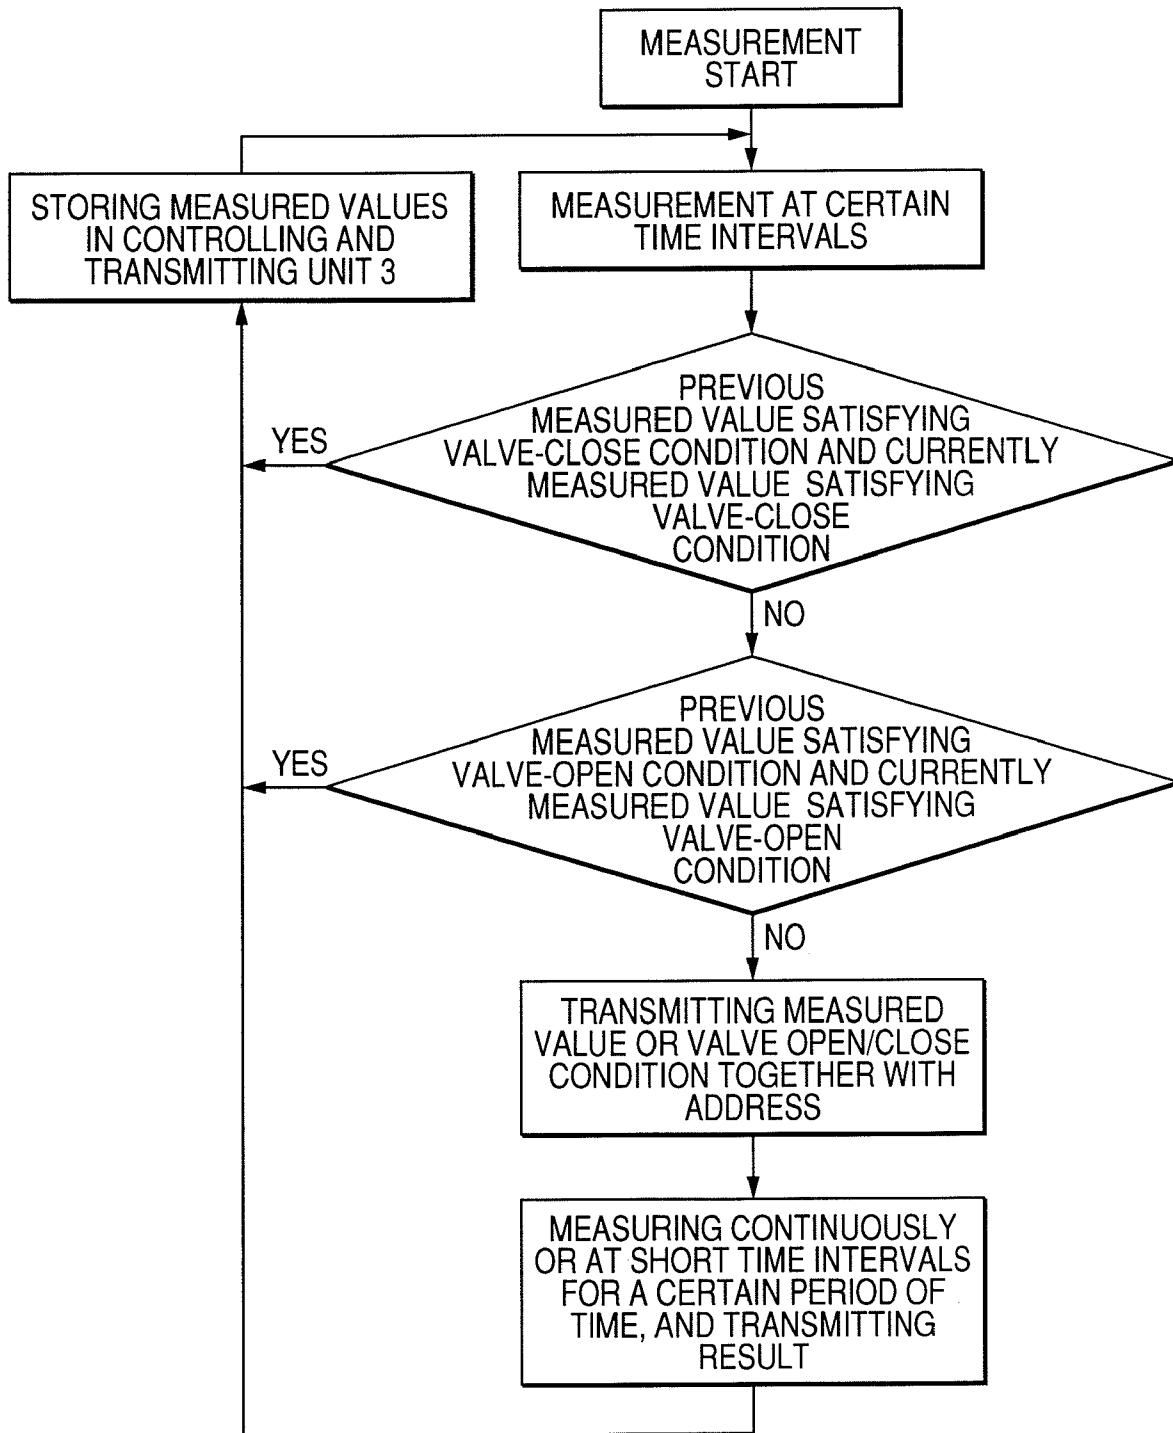 MEASUREMENT
START
STORING MEASURED VALUES
IN CONTROLLING AND
TRANSMITTING UNIT 3
MEASUREMENT AT CERTAIN
TIME INTERVALS
PREVIOUS
MEASURED VALUE SATISFYING
VALVE-CLOSE CONDITION AND CURRENTLY
MEASURED VALUE SATISFYING
VALVE-CLOSE
CONDITION
YES
NO
PREVIOUS
MEASURED VALUE SATISFYING
VALVE-OPEN CONDITION AND CURRENTLY
MEASURED VALUE SATISFYING
VALVE-OPEN
CONDITION
YES
NO
TRANSMITTING MEASURED
VALUE OR VALVE OPEN/CLOSE
CONDITION TOGETHER WITH
ADDRESS
MEASURING CONTINUOUSLY
OR AT SHORT TIME INTERVALS
FOR A CERTAIN PERIOD OF
TIME, AND TRANSMITTING
RESULT